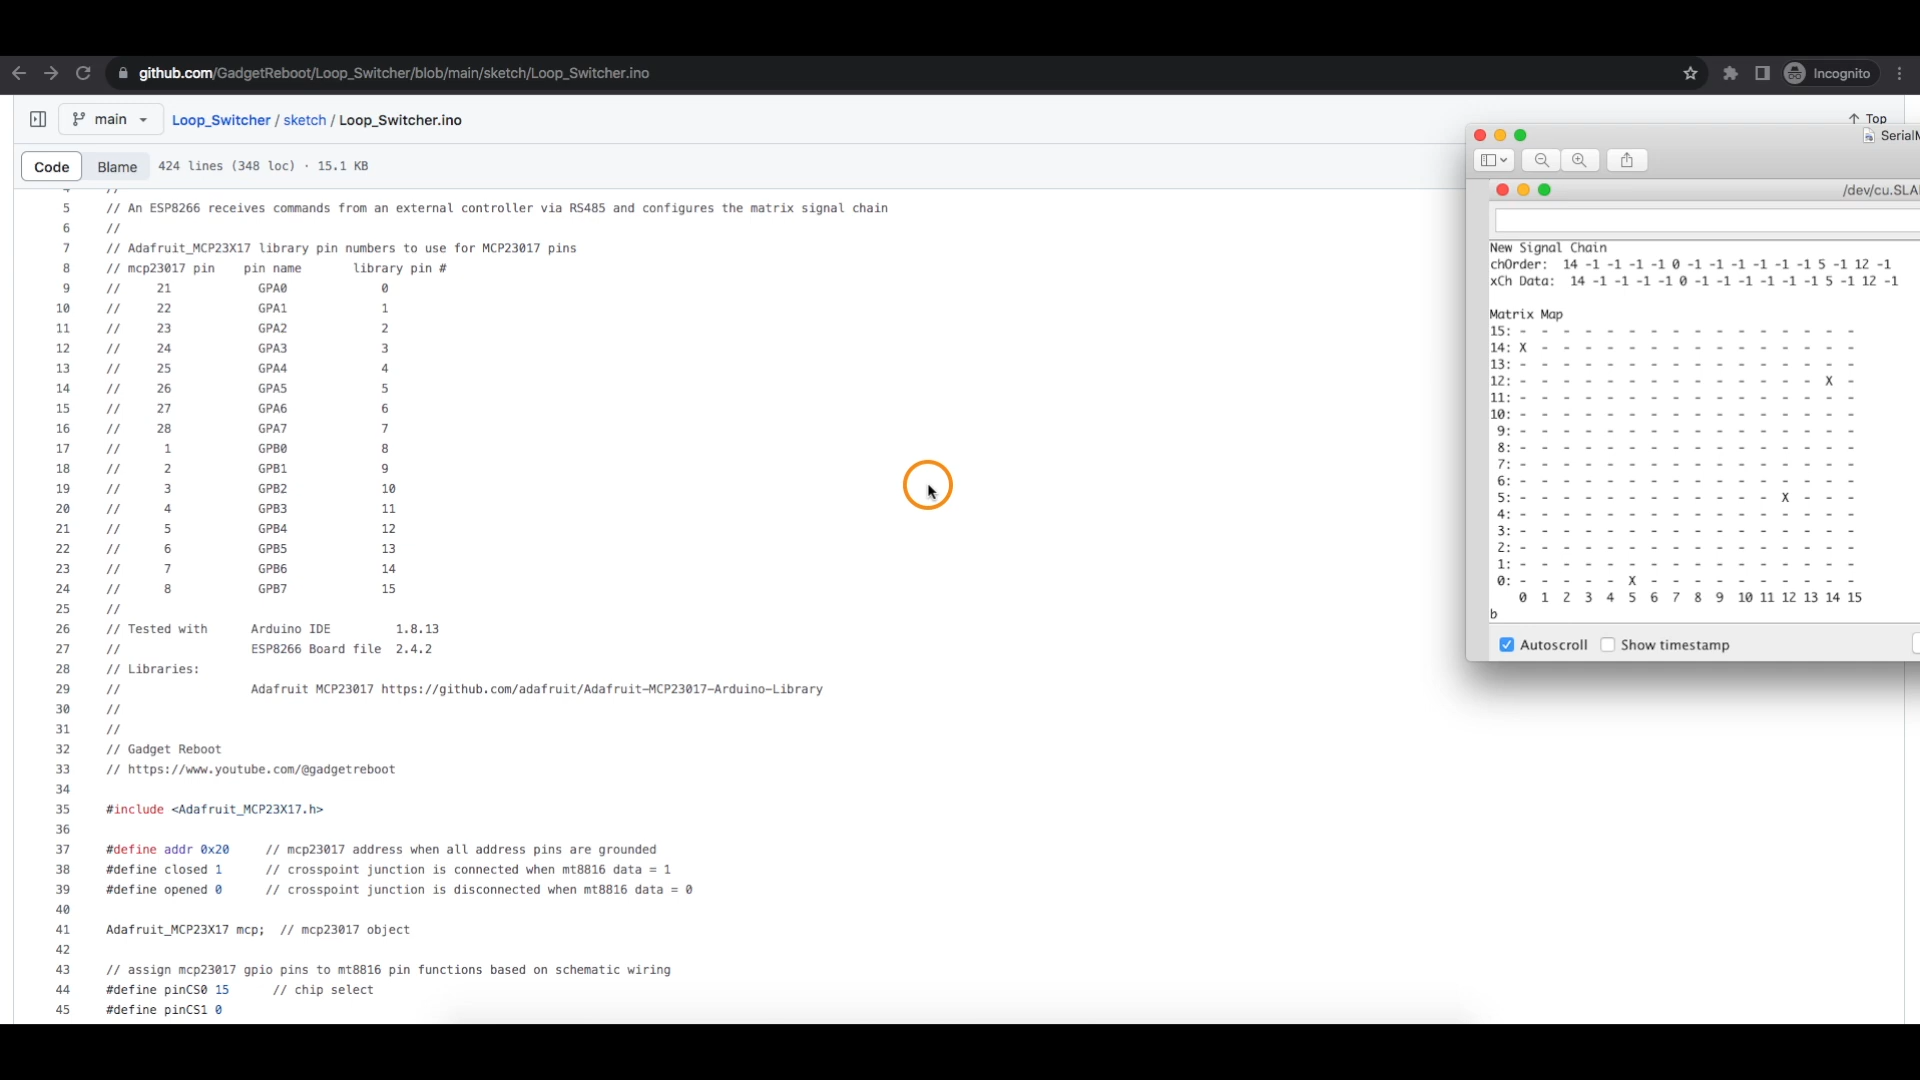 github.com/GadgetReboot/Loop_Switcher/blob/main/sketch/Loop_Switcher.ino
Incognito
main
Loop_Switcher / sketch / Loop_Switcher.ino
↑ Top
Code Blame 424 lines (348 loc) · 15.1 KB
4 //
5 // An ESP8266 receives commands from an external controller via RS485 and configures the matrix signal chain
6 //
7 // Adafruit_MCP23X17 library pin numbers to use for MCP23017 pins
8 // mcp23017 pin pin name library pin #
9 // 21 GPA0 0
10 // 22 GPA1 1
11 // 23 GPA2 2
12 // 24 GPA3 3
13 // 25 GPA4 4
14 // 26 GPA5 5
15 // 27 GPA6 6
16 // 28 GPA7 7
17 // 1 GPB0 8
18 // 2 GPB1 9
19 // 3 GPB2 10
20 // 4 GPB3 11
21 // 5 GPB4 12
22 // 6 GPB5 13
23 // 7 GPB6 14
24 // 8 GPB7 15
25 //
26 // Tested with Arduino IDE 1.8.13
27 // ESP8266 Board file 2.4.2
28 // Libraries:
29 // Adafruit MCP23017 https://github.com/adafruit/Adafruit-MCP23017-Arduino-Library
30 //
31 //
32 // Gadget Reboot
33 // https://www.youtube.com/@gadgetreboot
34
35 #include <Adafruit_MCP23X17.h>
36
37 #define addr 0x20 // mcp23017 address when all address pins are grounded
38 #define closed 1 // crosspoint junction is connected when mt8816 data = 1
39 #define opened 0 // crosspoint junction is disconnected when mt8816 data = 0
40
41 Adafruit_MCP23X17 mcp; // mcp23017 object
42
43 // assign mcp23017 gpio pins to mt8816 pin functions based on schematic wiring
44 #define pinCS0 15 // chip select
45 #define pinCS1 0
SerialM
/dev/cu.SLA
New Signal Chain
chOrder: 14 -1 -1 -1 -1 0 -1 -1 -1 -1 -1 -1 5 -1 12 -1
xCh Data: 14 -1 -1 -1 -1 0 -1 -1 -1 -1 -1 -1 5 -1 12 -1
Matrix Map
15: - - - - - - - - - - - - - - - -
14: X - - - - - - - - - - - - - - -
13: - - - - - - - - - - - - - - - -
12: - - - - - - - - - - - - - - X -
11: - - - - - - - - - - - - - - - -
10: - - - - - - - - - - - - - - - -
9: - - - - - - - - - - - - - - - -
8: - - - - - - - - - - - - - - - -
7: - - - - - - - - - - - - - - - -
6: - - - - - - - - - - - - - - - -
5: - - - - - - - - - - - - X - - -
4: - - - - - - - - - - - - - - - -
3: - - - - - - - - - - - - - - - -
2: - - - - - - - - - - - - - - - -
1: - - - - - - - - - - - - - - - -
0: - - - - - X - - - - - - - - - -
0 1 2 3 4 5 6 7 8 9 10 11 12 13 14 15
b
Autoscroll Show timestamp